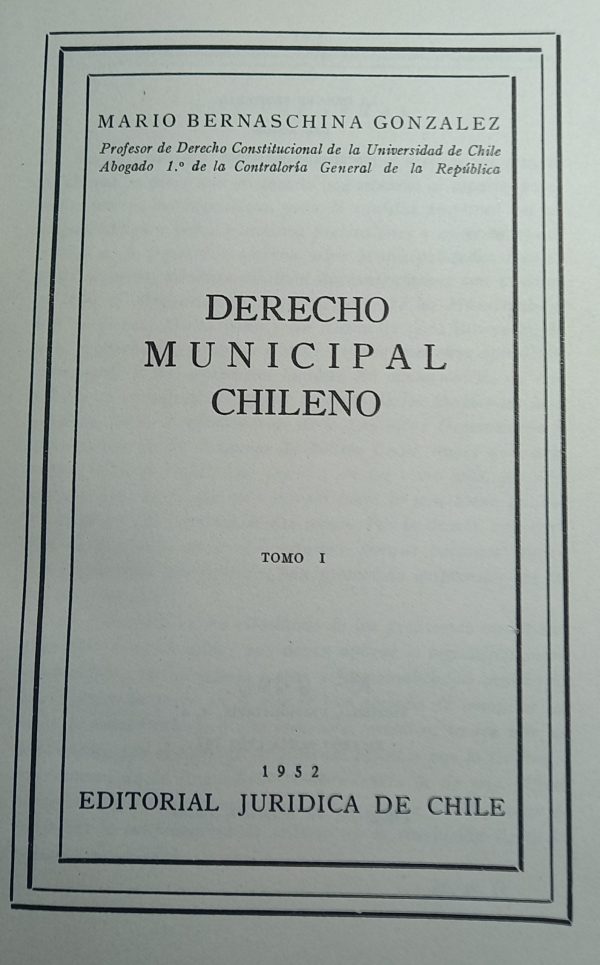 MARIO BERNASCHINA GONZALEZ
Profesor de Derecho Constitucional de la Universidad de Chile
Abogado 1.º de la Contraloría General de la República
DERECHO
MUNICIPAL
CHILENO
TOMO I
1952
EDITORIAL JURIDICA DE CHILE